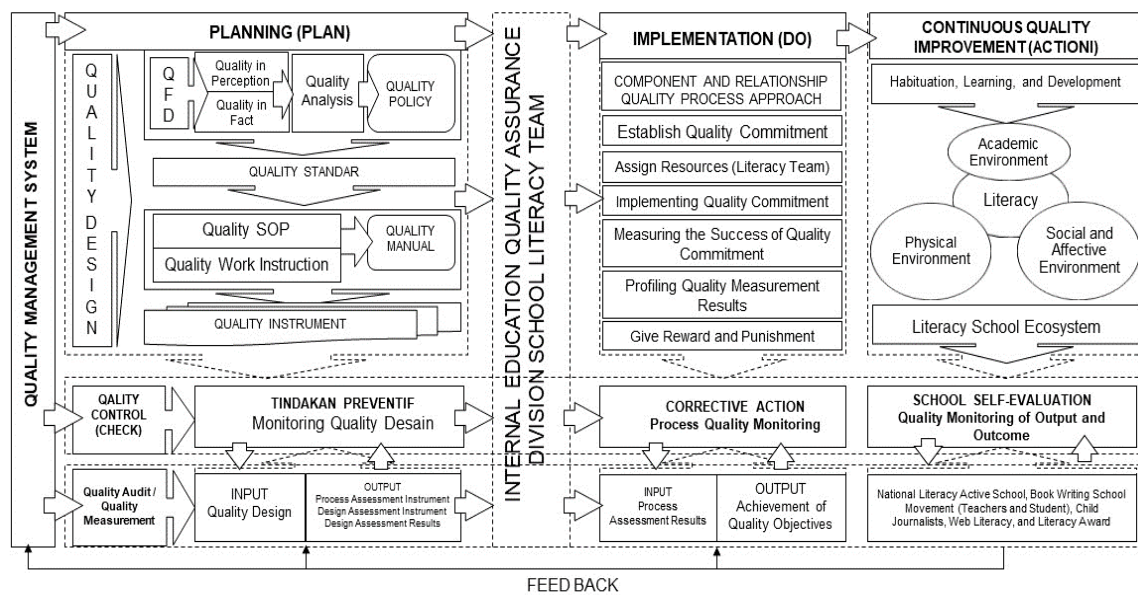 QUALITY MANAGEMENT SYSTEM
PLANNING (PLAN)
QUALITY DESIGN
QFD
Quality in
Perception
Quality in
Fact
Quality
Analysis
QUALITY
POLICY
QUALITY STANDAR
Quality SOP
Quality Work Instruction
QUALITY
MANUAL
QUALITY INSTRUMENT
INTERNAL EDUCATION QUALITY ASSURANCE
DIVISION SCHOOL LITERACY TEAM
IMPLEMENTATION (DO)
COMPONENT AND RELATIONSHIP
QUALITY PROCESS APPROACH
Establish Quality Commitment
Assign Resources (Literacy Team)
Implementing Quality Commitment
Measuring the Success of Quality
Commitment
Profiling Quality Measurement
Results
Give Reward and Punishment
CONTINUOUS QUALITY
IMPROVEMENT (ACTIONI)
Habituation, Learning, and Development
Academic
Environment
Literacy
Physical
Environment
Social and
Affective
Environment
Literacy School Ecosystem
QALITY
CONTROL
(CHECK)
TINDAKAN PREVENTIF
Monitoring Quality Desain
CORRECTIVE ACTION
Process Quality Monitoring
SCHOOL SELF-EVALUATION
Quality Monitoring of Output and
Outcome
Quality Audit /
Quality
Measurement
INPUT
Quality Design
OUTPUT
Process Assessment Instrument
Design Assessment Instrument
Design Assessment Results
INPUT
Process
Assessment Results
OUTPUT
Achievement of
Quality Objectives
National Literacy Active School, Book Writing School
Movement (Teachers and Student), Child
Journalists, Web Literacy, and Literacy Award
FEED BACK